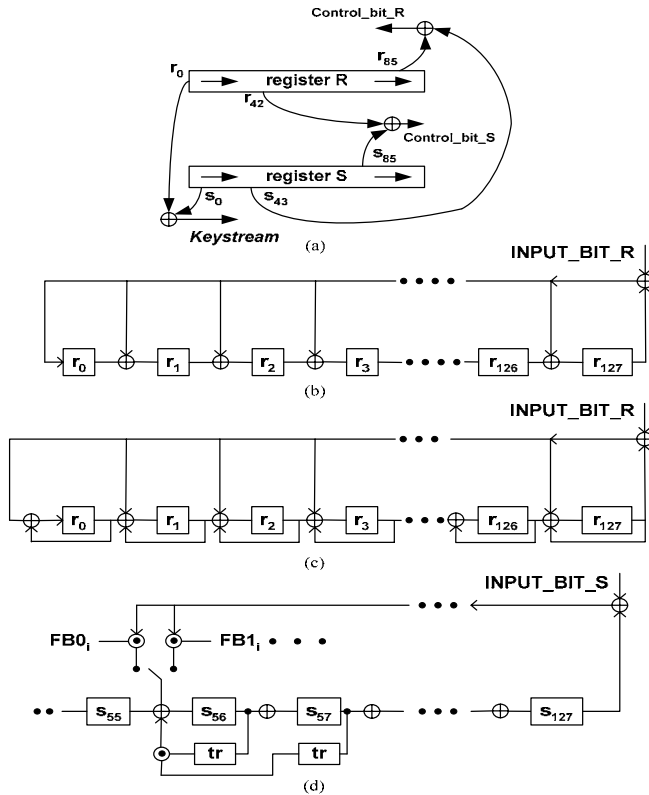 Control_bit_R
r0 r85
register R
r42
Control_bit_S
s85
register S
s0 s43
Keystream
(a)
INPUT_BIT_R
r0 r1 r2 r3 r126 r127
(b)
INPUT_BIT_R
r0 r1 r2 r3 r126 r127
(c)
INPUT_BIT_S
FB0i FB1i
s55 s56 s57 s127
tr tr
(d)